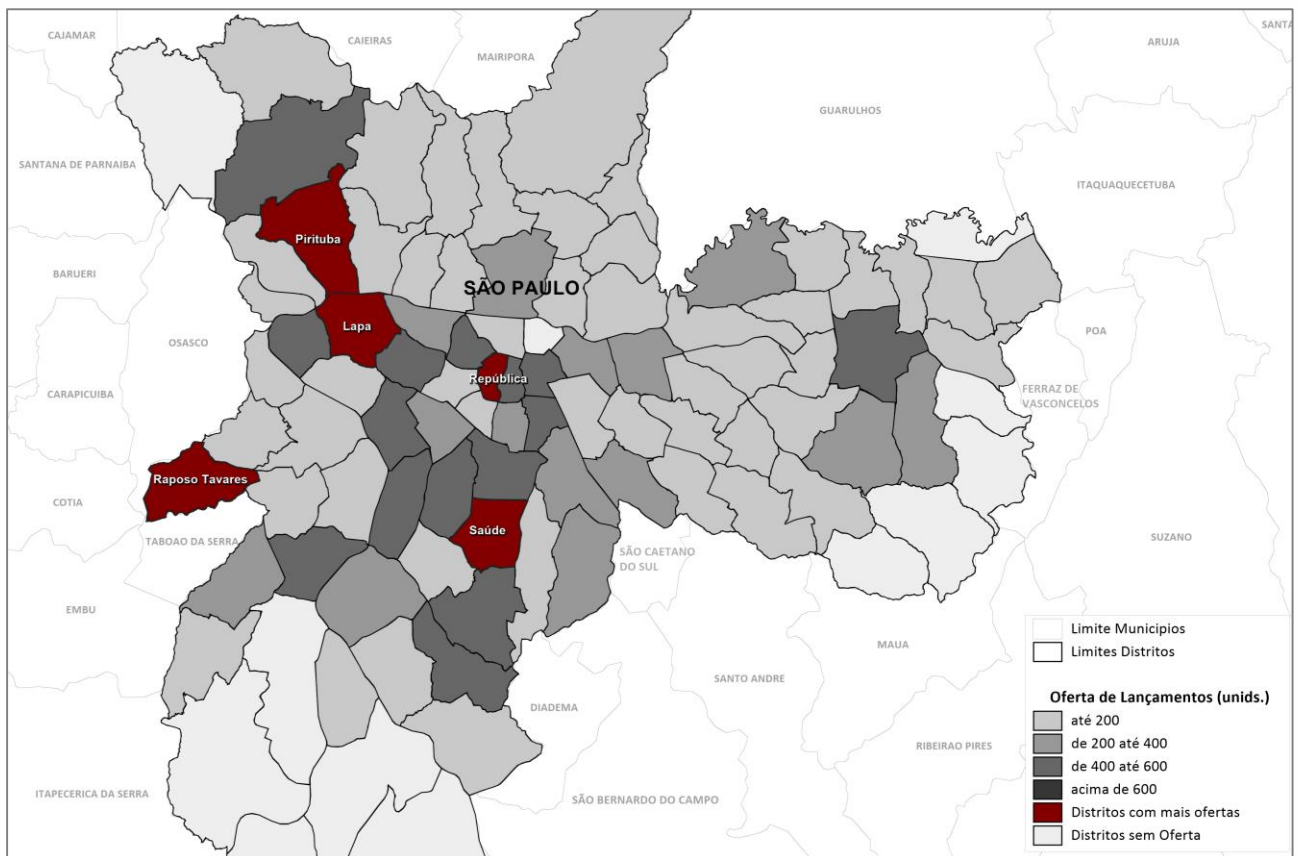 CAJAMAR
CAIEIRAS
MAIRIPORA
ARUJA
SANTA
GUARULHOS
SANTANA DE PARNAIBA
ITAQUAQUECETUBA
Pirituba
BARUERI
SÃO PAULO
Lapa
OSASCO
POA
República
CARAPICUIBA
FERRAZ DE
VASCONCELOS
Raposo Tavares
COTIA
Saúde
TABOAO DA SERRA
SÃO CAETANO
DO SUL
SUZANO
EMBU
MAUA
SANTO ANDRE
DIADEMA
RIBEIRAO PIRES
ITAPECERICA DA SERRA
SÃO BERNARDO DO CAMPO
Limite Municipios
Limites Distritos
Oferta de Lançamentos (unids.)
até 200
de 200 até 400
de 400 até 600
acima de 600
Distritos com mais ofertas
Distritos sem Oferta